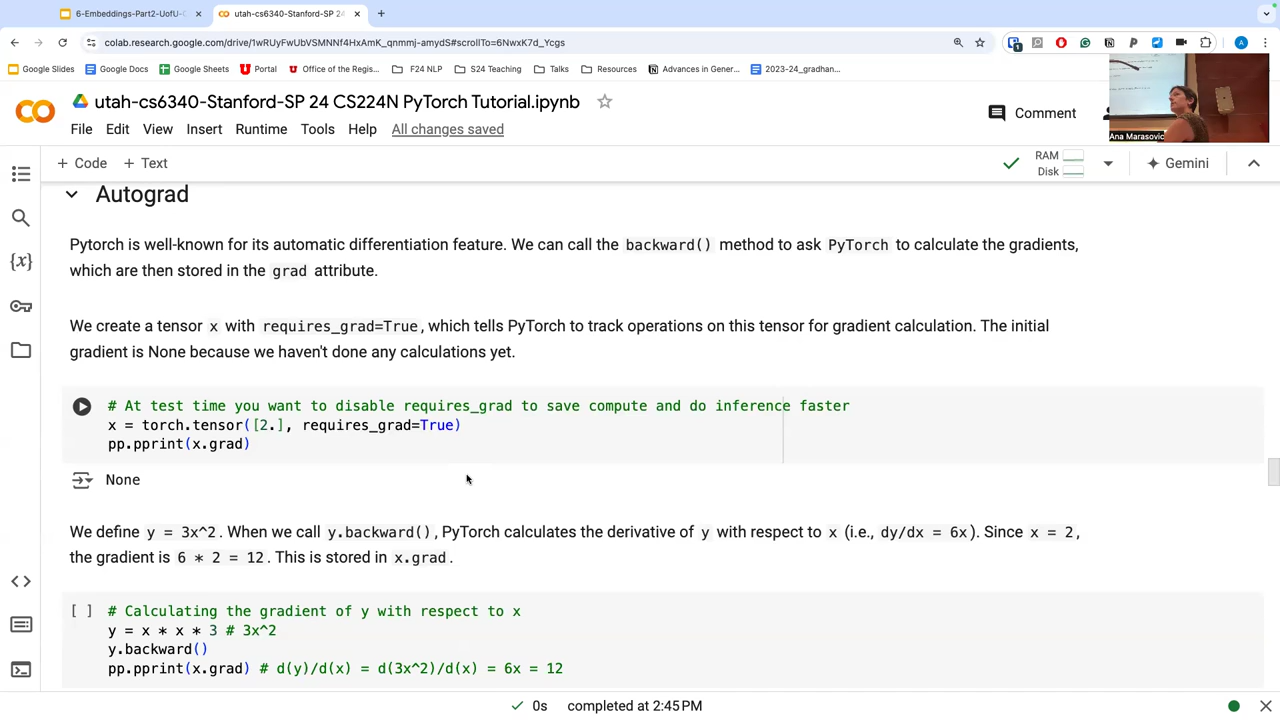 6-Embeddings-Part2-UofU-C
utah-cs6340-Stanford-SP 24
colab.research.google.com/drive/1wRUyFwUbVSMNNf4HxAmK_qnmmj-amydS#scrollTo=6NvxK7d_Ycgs
Google Slides
Google Docs
Google Sheets
Portal
Office of the Regis...
24 NLP
S24 Teaching
Talks
Resources
Advances in Gener...
2023-24_gradhan...
utah-cs6340-Stanford-SP 24 CS224N PyTorch Tutorial.ipynb
Comment
File Edit View Insert Runtime Tools Help All changes saved
Ana Marasovic
+ Code + Text
RAM
Disk
Gemini
Autograd
Pytorch is well-known for its automatic differentiation feature. We can call the backward() method to ask PyTorch to calculate the gradients,
which are then stored in the grad attribute.
We create a tensor x with requires_grad=True, which tells PyTorch to track operations on this tensor for gradient calculation. The initial
gradient is None because we haven't done any calculations yet.
# At test time you want to disable requires_grad to save compute and do inference faster
x = torch.tensor([2.], requires_grad=True)
pp.pprint(x.grad)
None
We define y = 3x^2. When we call y.backward(), PyTorch calculates the derivative of y with respect to x (i.e., dy/dx = 6x). Since x = 2,
the gradient is 6 * 2 = 12. This is stored in x.grad.
[ ] # Calculating the gradient of y with respect to x
y = x * x * 3 # 3x^2
y.backward()
pp.pprint(x.grad) # d(y)/d(x) = d(3x^2)/d(x) = 6x = 12
0s completed at 2:45 PM